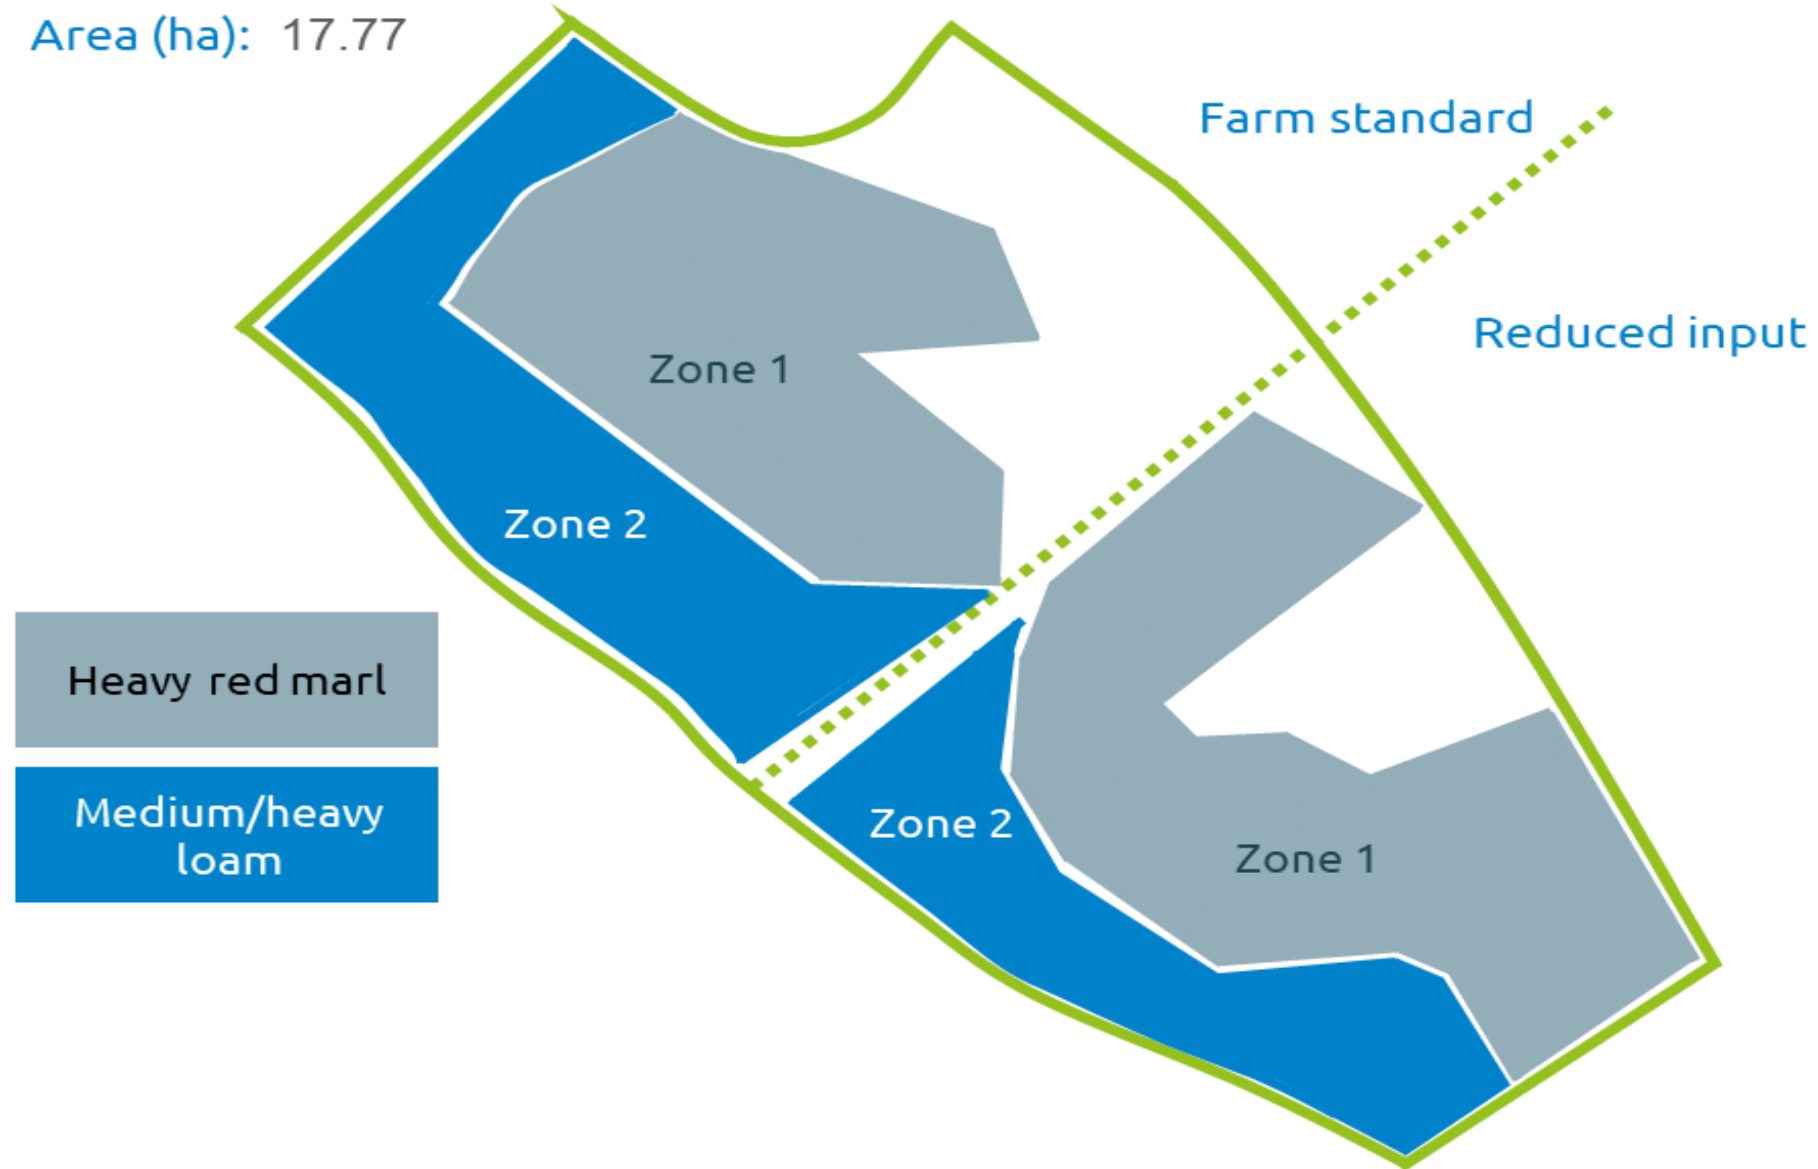 Area (ha): 17.77
Farm standard
Reduced input
Zone 1
Zone 2
Heavy red marl
Medium/heavy
loam
Zone 2
Zone 1